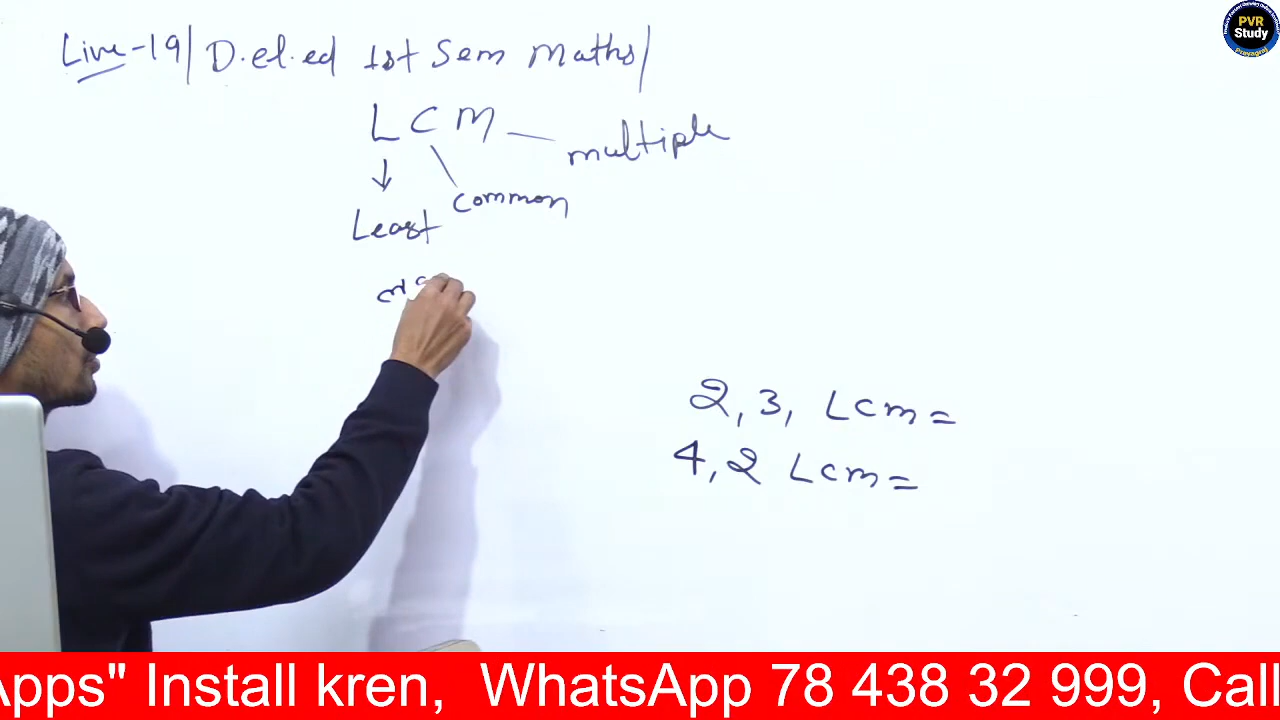 Live-19/ D.el.ed 1st Sem Maths/
L C M
multiple
common
Least
2, 3, Lcm =
4, 2 Lcm =
PVR
Study
Prayagraj
Apps" Install kren, WhatsApp 78 438 32 999, Call